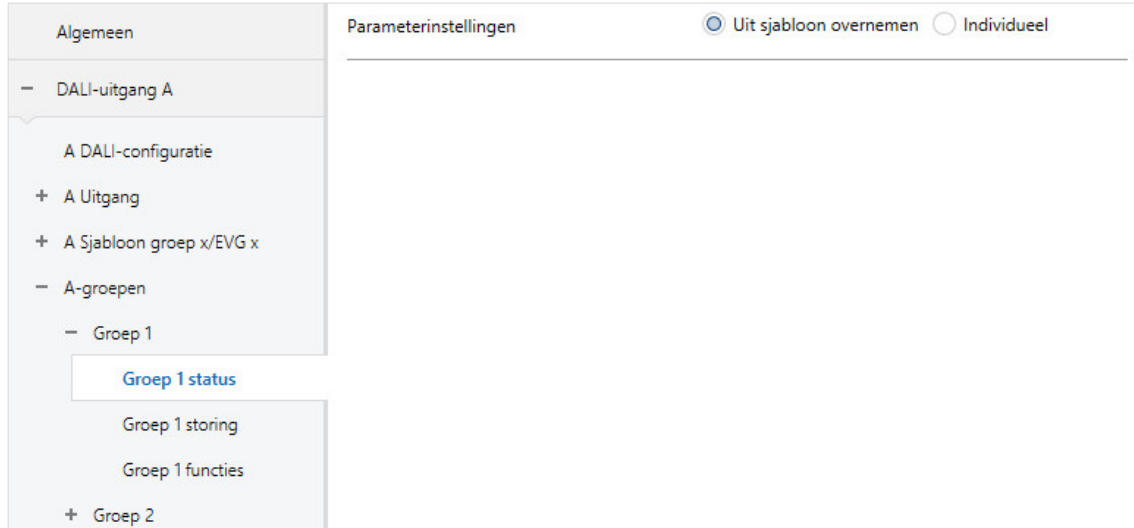 Algemeen
Parameterinstellingen
Uit sjabloon overnemen Individueel
DALI-uitgang A
A DALI-configuratie
A Uitgang
A Sjabloon groep x/EVG x
A-groepen
Groep 1
Groep 1 status
Groep 1 storing
Groep 1 functies
Groep 2